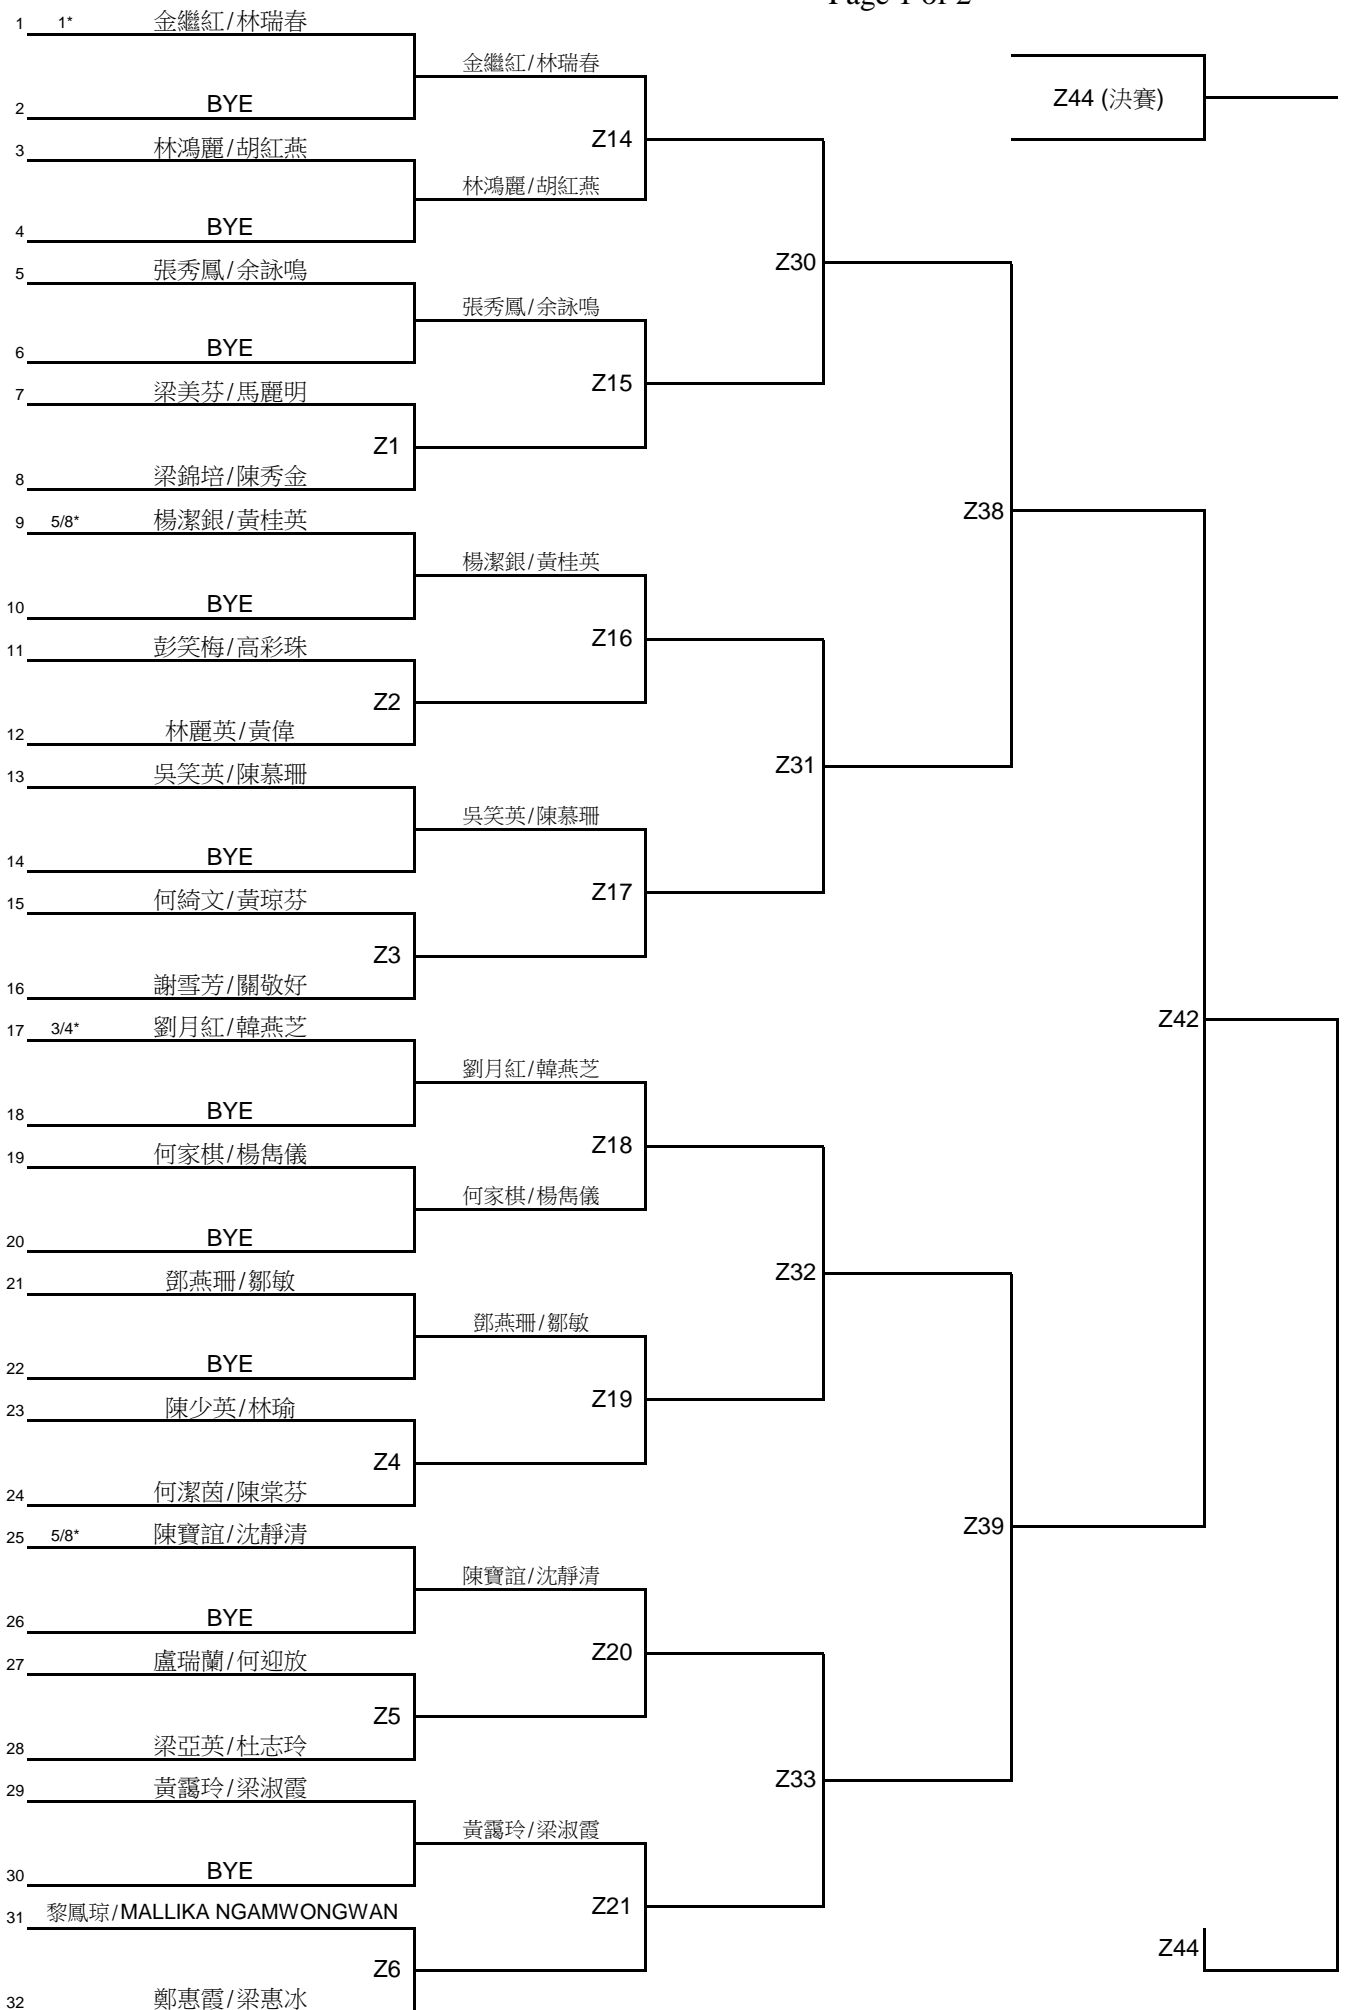 Page 1 of 2
1 1* 金繼紅/林瑞春
金繼紅/林瑞春
Z44 (決賽)
2 BYE
Z14
3 林鴻麗/胡紅燕
林鴻麗/胡紅燕
4 BYE
Z30
5 張秀鳳/余詠鳴
張秀鳳/余詠鳴
6 BYE
Z15
7 梁美芬/馬麗明
Z1
8 梁錦培/陳秀金
Z38
9 5/8* 楊潔銀/黃桂英
楊潔銀/黃桂英
10 BYE
Z16
11 彭笑梅/高彩珠
Z2
12 林麗英/黃偉
Z31
13 吳笑英/陳慕珊
吳笑英/陳慕珊
14 BYE
Z17
15 何綺文/黃琼芬
Z3
16 謝雪芳/關敬好
Z42
17 3/4* 劉月紅/韓燕芝
劉月紅/韓燕芝
18 BYE
Z18
19 何家棋/楊雋儀
何家棋/楊雋儀
20 BYE
Z32
21 鄧燕珊/鄒敏
鄧燕珊/鄒敏
22 BYE
Z19
23 陳少英/林瑜
Z4
24 何潔茵/陳棠芬
Z39
25 5/8* 陳寶誼/沈靜清
陳寶誼/沈靜清
26 BYE
Z20
27 盧瑞蘭/何迎放
Z5
28 梁亞英/杜志玲
Z33
29 黃靄玲/梁淑霞
黃靄玲/梁淑霞
30 BYE
Z21
31 黎鳳琼/MALLIKA NGAMWONGWAN
Z44
Z6
32 鄭惠霞/梁惠冰